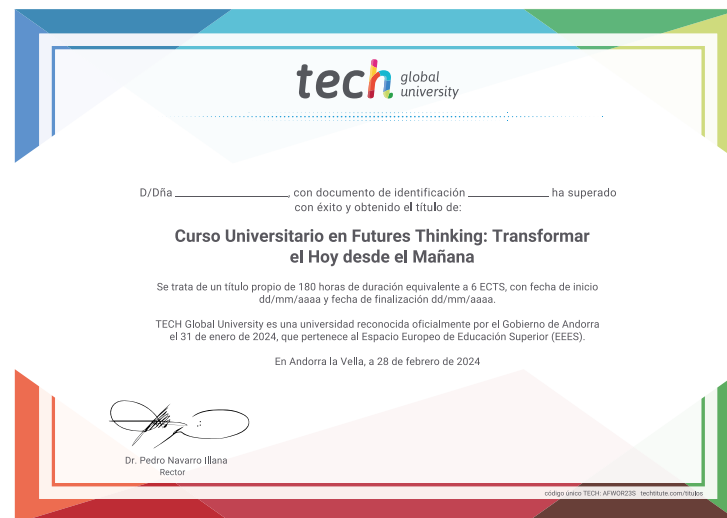 tech global
university
D/Dña ____________________, con documento de identificación ______________ ha superado
con éxito y obtenido el título de:
Curso Universitario en Futures Thinking: Transformar
el Hoy desde el Mañana
Se trata de un título propio de 180 horas de duración equivalente a 6 ECTS, con fecha de inicio
dd/mm/aaaa y fecha de finalización dd/mm/aaaa.
TECH Global University es una universidad reconocida oficialmente por el Gobierno de Andorra
el 31 de enero de 2024, que pertenece al Espacio Europeo de Educación Superior (EEES).
En Andorra la Vella, a 28 de febrero de 2024
Dr. Pedro Navarro Illana
Rector
código único TECH: AFWOR23S techtitute.com/titulos